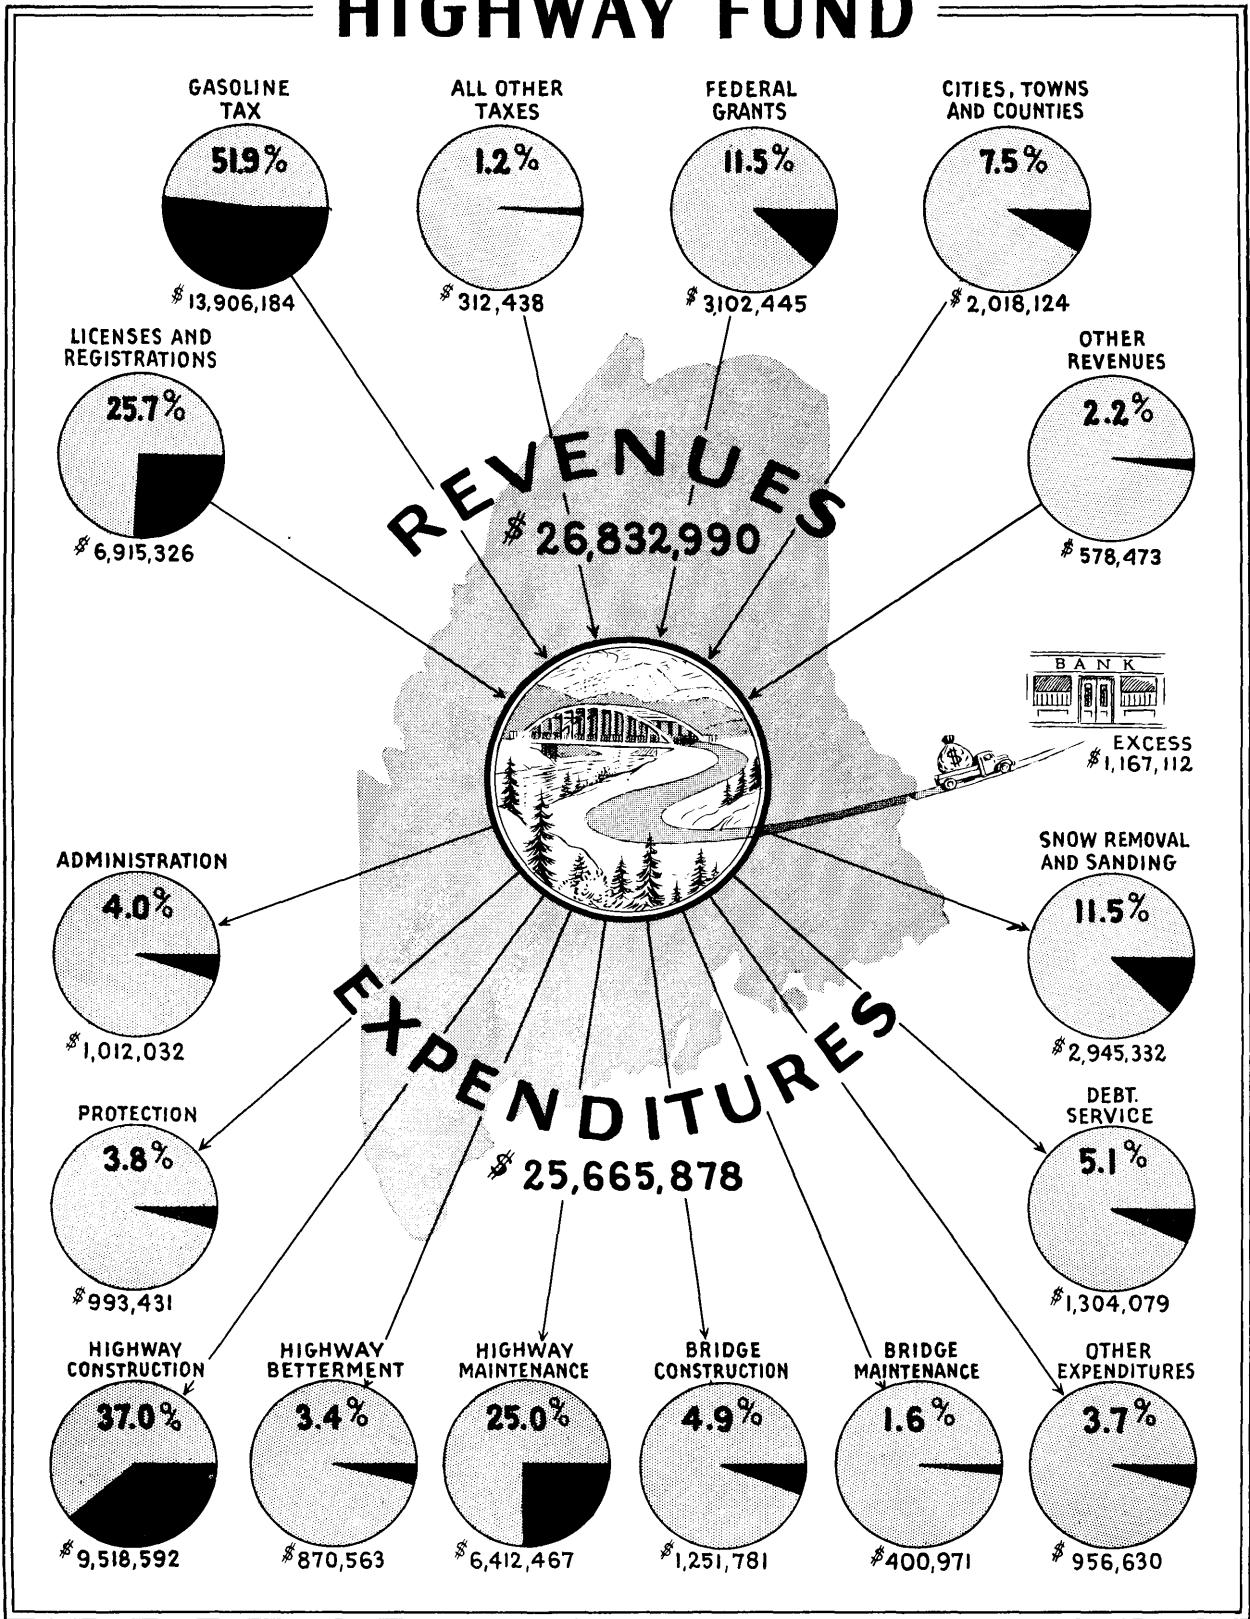 HIGHWAY FUND
GASOLINE
TAX
51.9%
$13,906,184
ALL OTHER
TAXES
1.2%
$312,438
FEDERAL
GRANTS
11.5%
$3,102,445
CITIES, TOWNS
AND COUNTIES
7.5%
$2,018,124
LICENSES AND
REGISTRATIONS
25.7%
$6,915,326
OTHER
REVENUES
2.2%
$578,473
REVENUES
$26,832,990
BANK
EXCESS
$1,167,112
$
ADMINISTRATION
4.0%
$1,012,032
SNOW REMOVAL
AND SANDING
11.5%
$2,945,332
EXPENDITURES
$25,665,878
PROTECTION
3.8%
$993,431
DEBT.
SERVICE
5.1%
$1,304,079
HIGHWAY
CONSTRUCTION
37.0%
$9,518,592
HIGHWAY
BETTERMENT
3.4%
$870,563
HIGHWAY
MAINTENANCE
25.0%
$6,412,467
BRIDGE
CONSTRUCTION
4.9%
$1,251,781
BRIDGE
MAINTENANCE
1.6%
$400,971
OTHER
EXPENDITURES
3.7%
$956,630